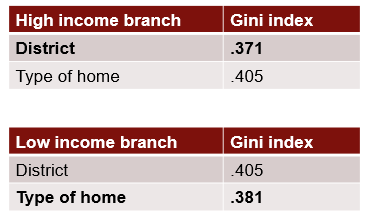 High income branch Gini index
District .371
Type of home .405
Low income branch Gini index
District .405
Type of home .381